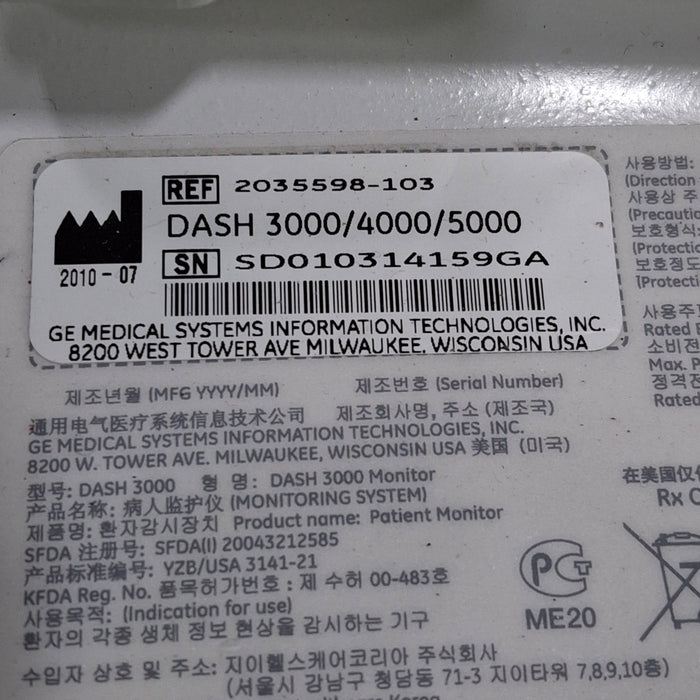 REF 2035598-103
DASH 3000/4000/5000
2010-07
SN SD010314159GA
GE MEDICAL SYSTEMS INFORMATION TECHNOLOGIES, INC.
8200 WEST TOWER AVE MILWAUKEE, WISCONSIN USA
제조년월 (MFG YYYY/MM) 제조번호 (Serial Number)
通用电气医疗系统信息技术公司 제조회사명, 주소 (제조국)
GE MEDICAL SYSTEMS INFORMATION TECHNOLOGIES, INC.
8200 W. TOWER AVE. MILWAUKEE, WISCONSIN USA 美国 (미국)
型号: DASH 3000 형 명: DASH 3000 Monitor
产品名称: 病人监护仪 (MONITORING SYSTEM)
제품명: 환자감시장치 Product name: Patient Monitor
SFDA 注册号: SFDA(I) 20043212585
产品标准编号: YZB/USA 3141-21
KFDA Reg. No. 품목허가번호 : 제 수허 00-483호
사용목적: (Indication for use)
환자의 각종 생체 정보 현상을 감시하는 기구
수입자 상호 및 주소: 지이헬스케어코리아 주식회사
(서울시 강남구 청담동 71-3 지이타워 7,8,9,10층)
사용방법:
(Direction
사용상 주
(Precauti
보호형식:
(Protecti
보호정도
(Protecti
사용주파
Rated
소비전
Max. P
정격전
Rated
在美国仅
Rx O
PCT
ME20